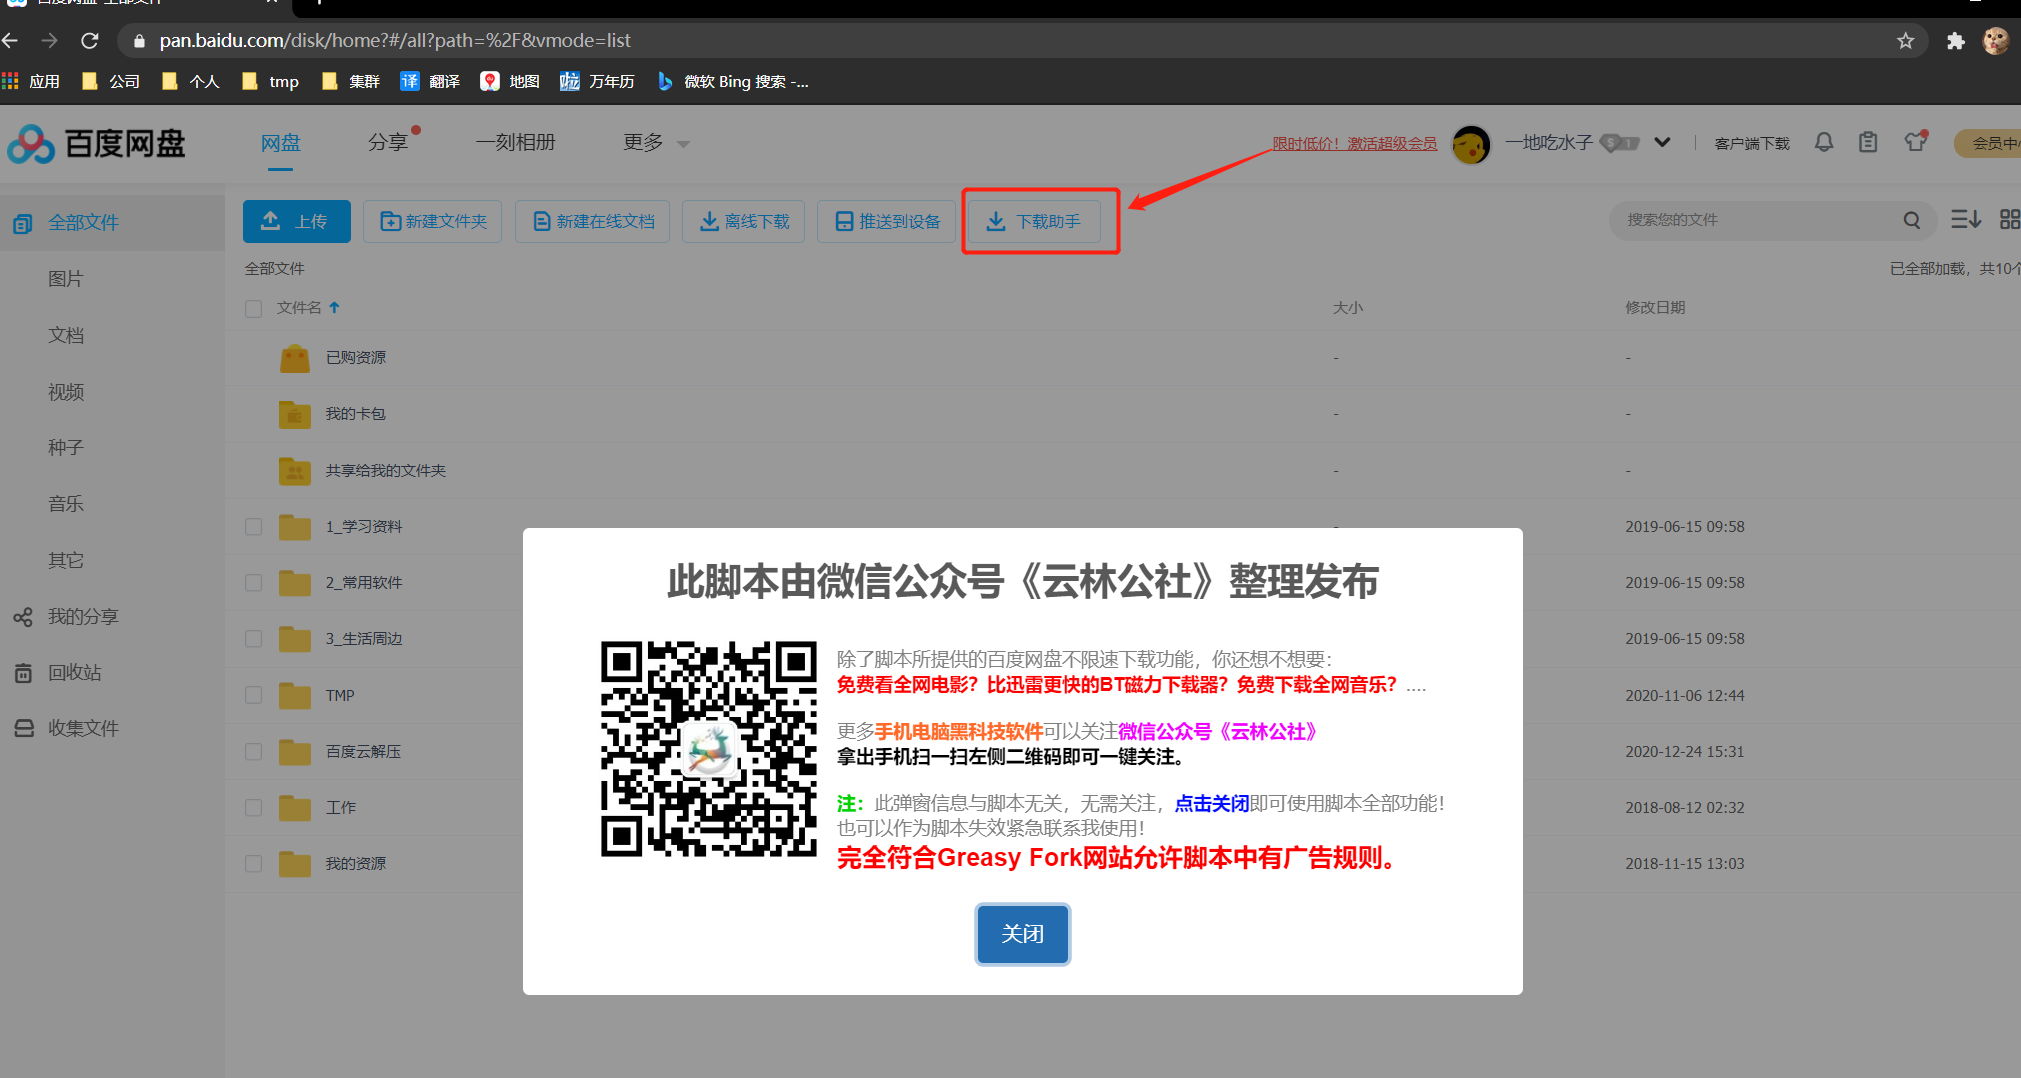 pan.baidu.com/disk/home?#/all?path=%2F&vmode=list
应用 公司 个人 tmp 集群 译 翻译 地图 万年历 微软 Bing 搜索 -...
百度网盘 网盘 分享 一刻相册 更多 限时低价！激活超级会员 一地吃水子 S 1 客户端下载 会员中
全部文件 上传 新建文件夹 新建在线文档 离线下载 推送到设备 下载助手 搜索您的文件
全部文件 已全部加载，共10个
图片
文件名 大小 修改日期
文档
已购资源 - -
视频
我的卡包 - -
种子
共享给我的文件夹 - -
音乐
1_学习资料 - 2019-06-15 09:58
其它
2_常用软件 2019-06-15 09:58
此脚本由微信公众号《云林公社》整理发布
我的分享
3_生活周边 2019-06-15 09:58
除了脚本所提供的百度网盘不限速下载功能，你还想不想要：
回收站
免费看全网电影？比迅雷更快的BT磁力下载器？免费下载全网音乐？....
TMP 2020-11-06 12:44
收集文件
更多手机电脑黑科技软件可以关注微信公众号《云林公社》
百度云解压 2020-12-24 15:31
拿出手机扫一扫左侧二维码即可一键关注。
注：此弹窗信息与脚本无关，无需关注，点击关闭即可使用脚本全部功能！
工作 2018-08-12 02:32
也可以作为脚本失效紧急联系我使用！
完全符合Greasy Fork网站允许脚本中有广告规则。
我的资源 2018-11-15 13:03
关闭